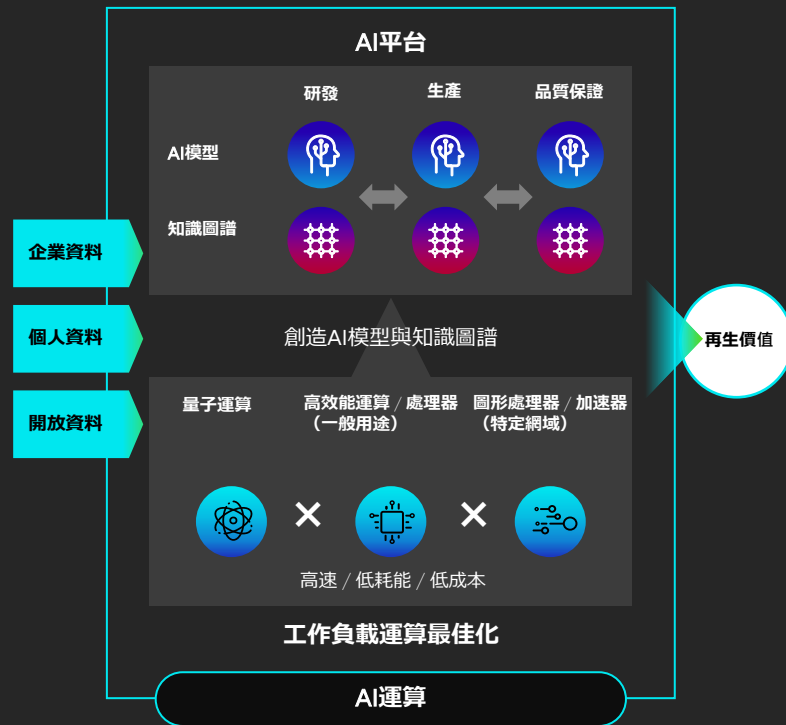 AI平台
研發
生產
品質保證
AI模型
知識圖譜
企業資料
個人資料
開放資料
創造AI模型與知識圖譜
再生價值
量子運算
高效能運算 / 處理器
（一般用途）
圖形處理器 / 加速器
（特定網域）
高速 / 低耗能 / 低成本
工作負載運算最佳化
AI運算